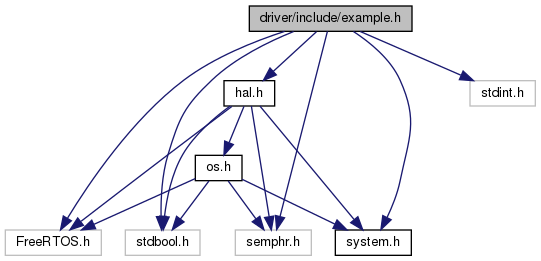 driver/include/example.h
hal.h
stdint.h
os.h
FreeRTOS.h
stdbool.h
semphr.h
system.h